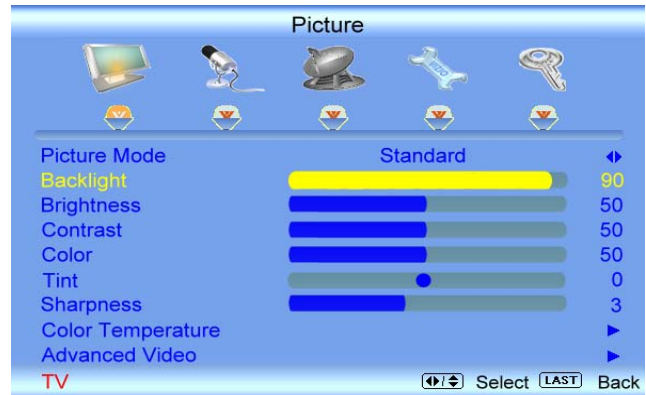 Picture
Picture Mode Standard
Backlight 90
Brightness 50
Contrast 50
Color 50
Tint 0
Sharpness 3
Color Temperature
Advanced Video
TV Select LAST Back